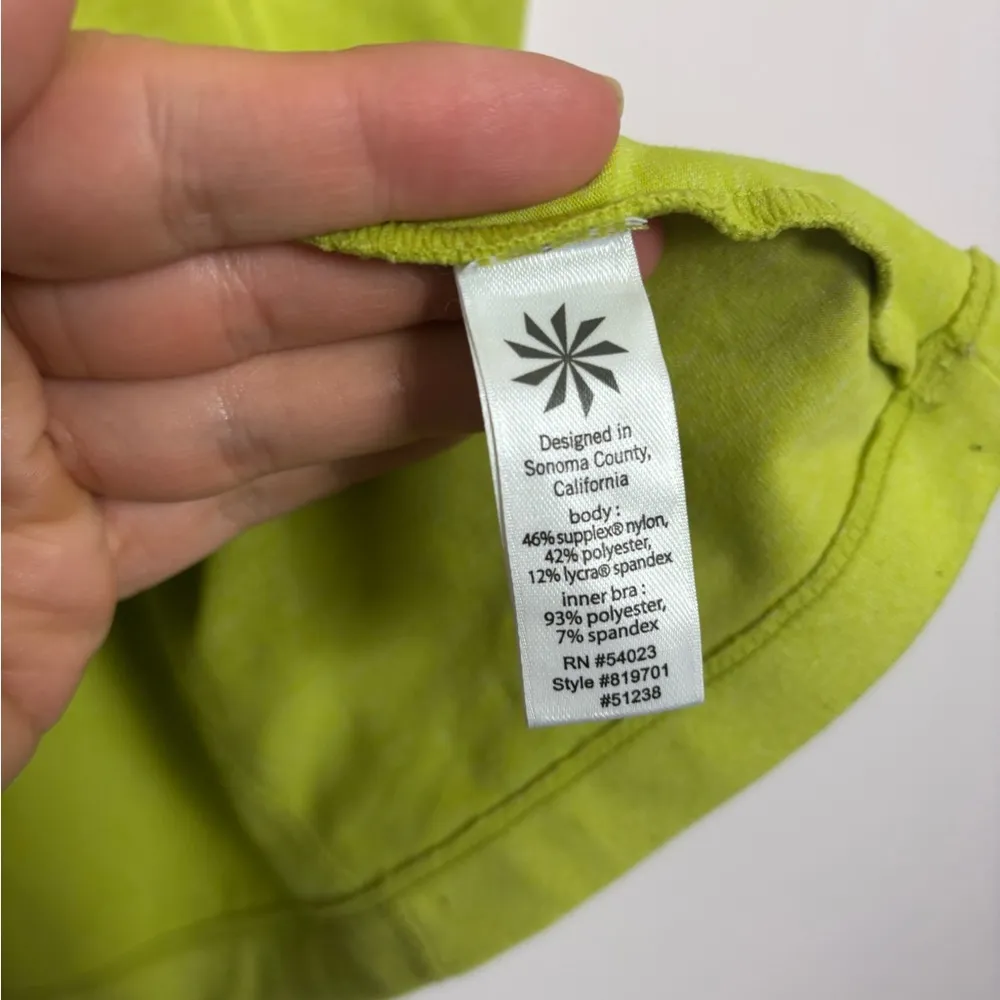 Designed in
Sonoma County,
California
body :
46% supplex® nylon,
42% polyester,
12% lycra® spandex
inner bra :
93% polyester,
7% spandex
RN #54023
Style #819701
#51238